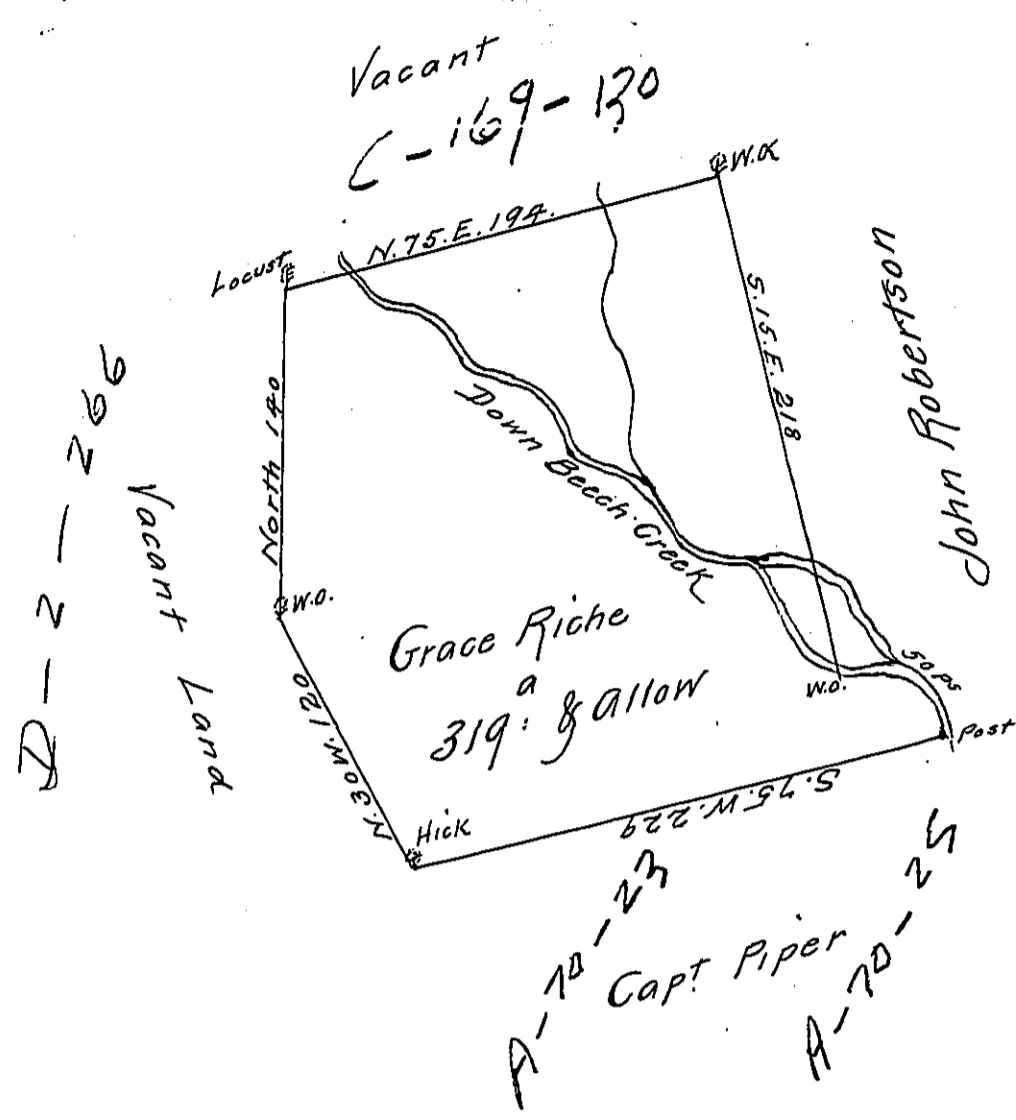 Vacant
C-169-130
W.O.
Locust
N.75.E.194.
S.15.E.218
John Robertson
North 140
D-2-266
Vacant Land
Down Beech Creek
W.O.
Grace Riche
a
319: & Allow
N.30W.120
50 ps
W.O.
Post
S.75.W.229
Hick
A-70-23
Capt. Piper
A-70-25